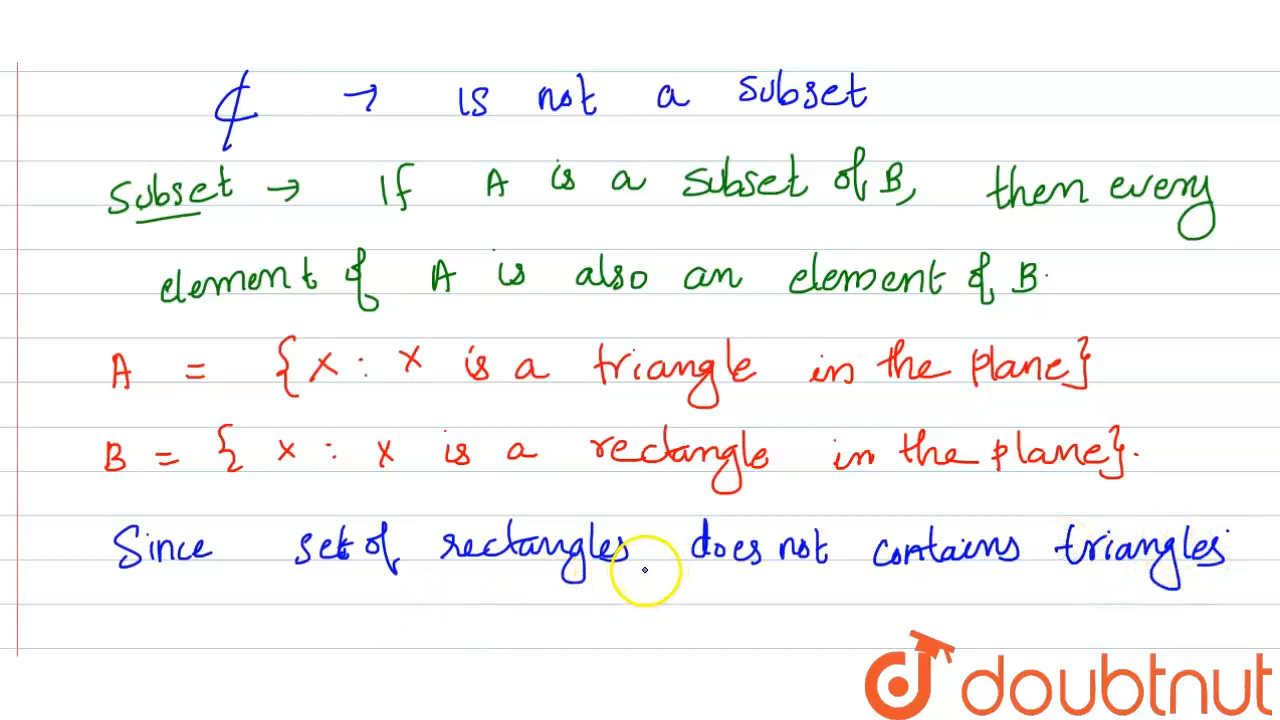 ⊄ → is not a subset
Subset → If A is a subset of B, then every
element of A is also an element of B.
A = {x : x is a triangle in the plane}
B = { x : x is a rectangle in the plane}.
Since set of rectangles does not contains triangles
doubtnut